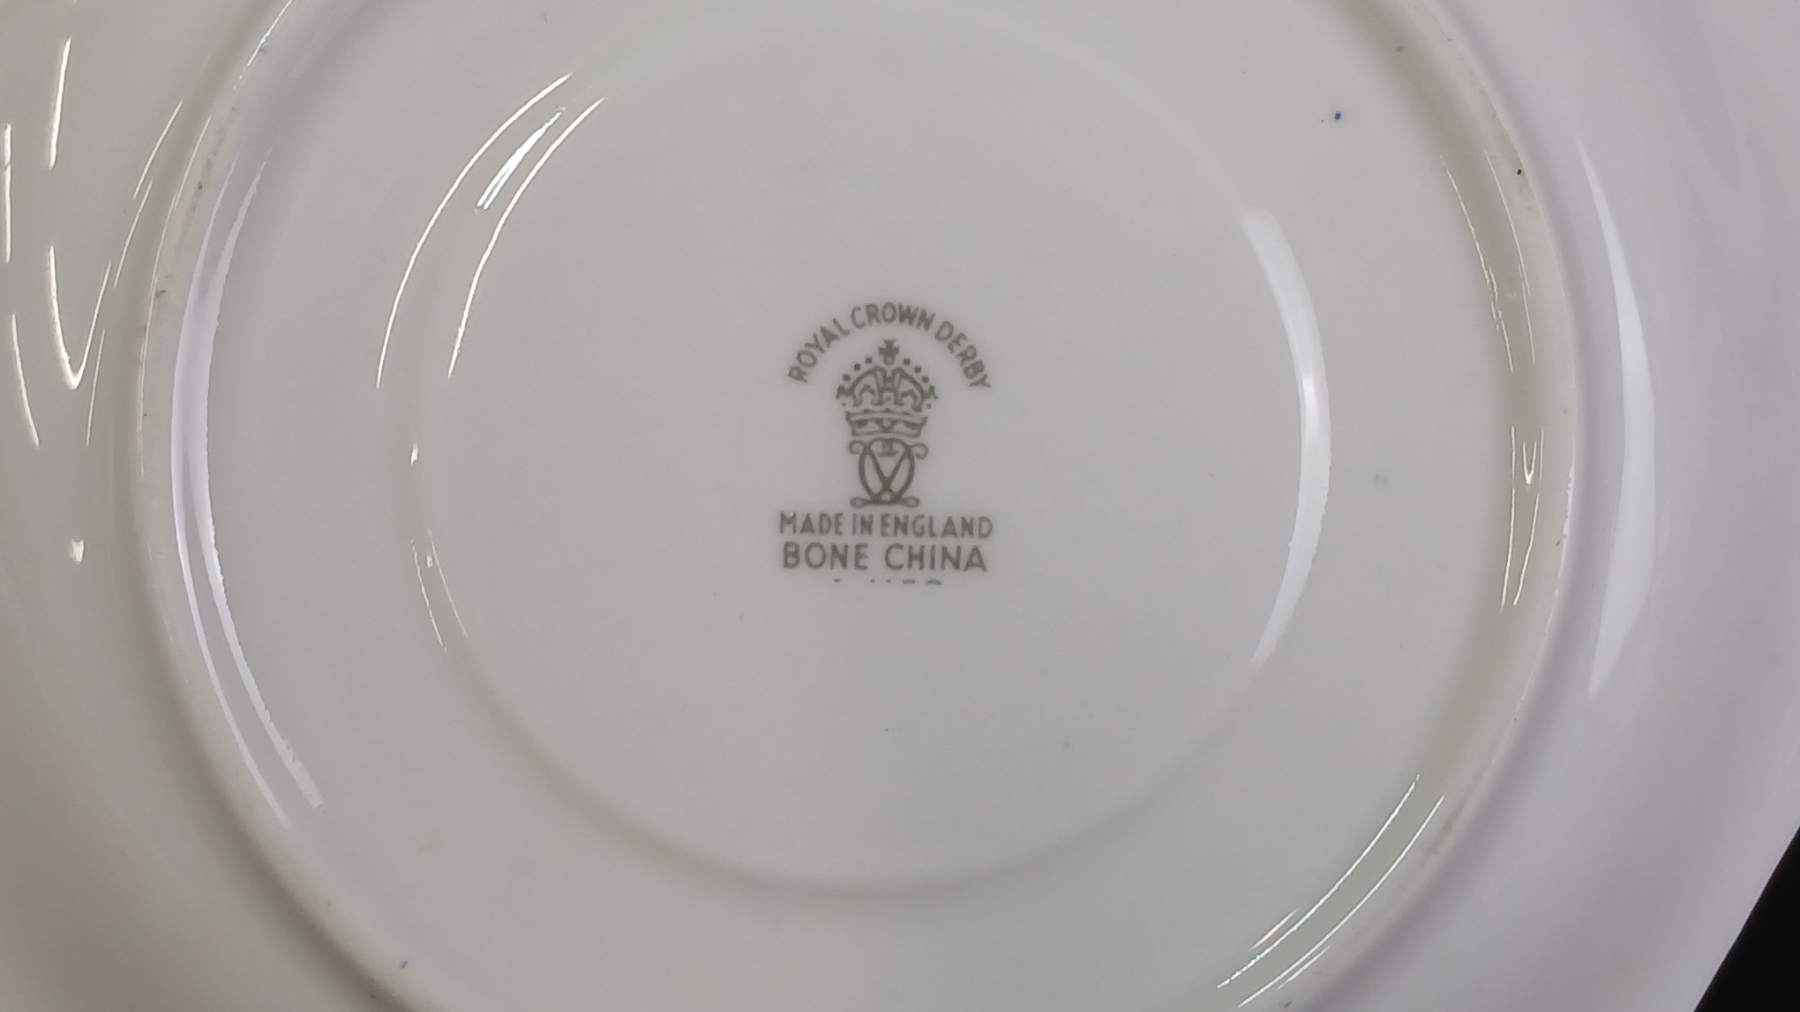 ROYAL CROWN DERBY
MADE IN ENGLAND
BONE CHINA